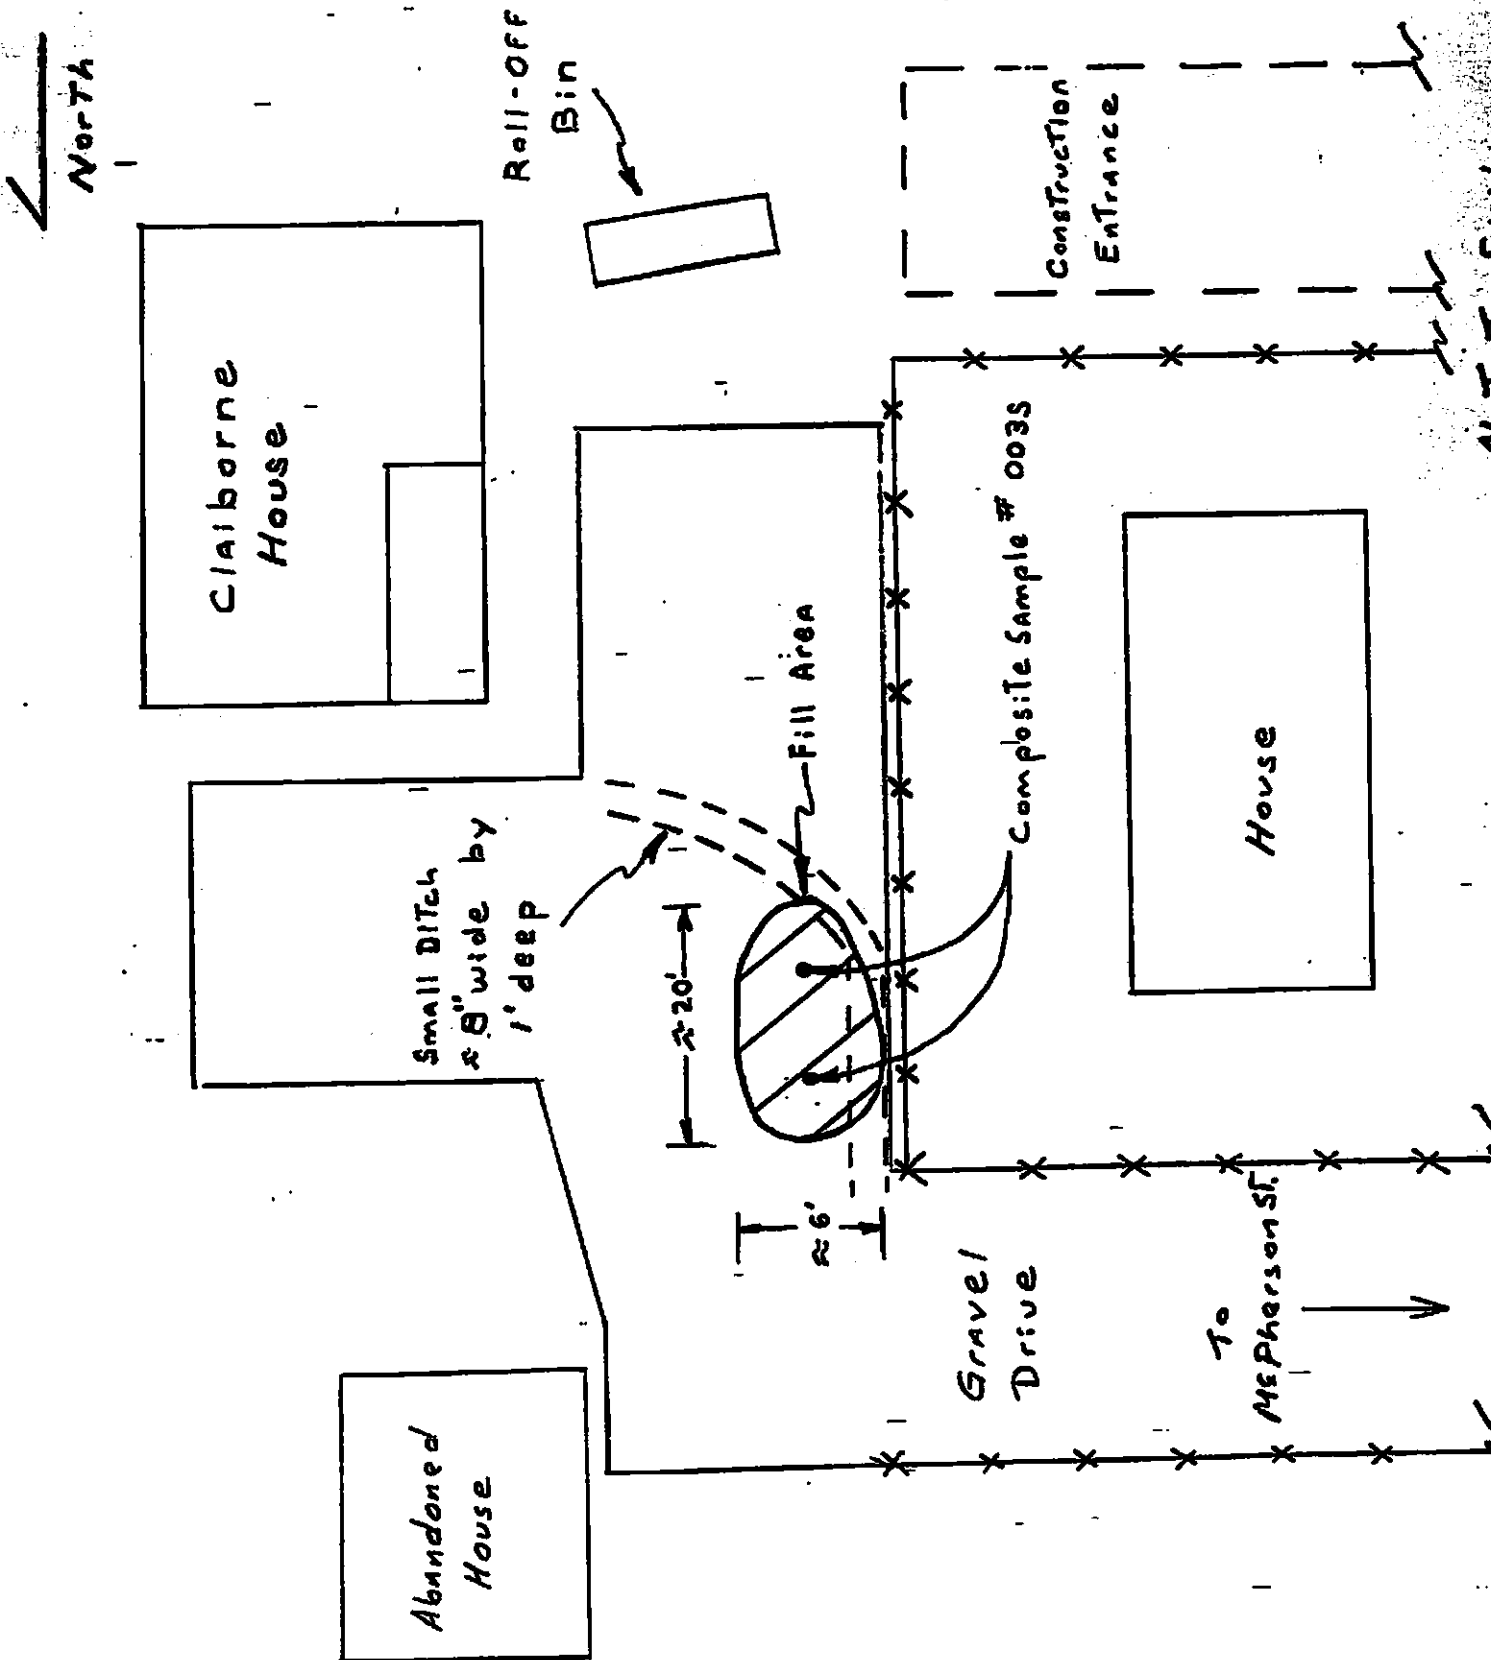 North
Roll-OFF
Bin
Claiborne
House
Construction
Entrance
Small Ditch
≈ 8" wide by
1' deep
Fill Area
≈20'
Composite Sample # 003S
House
≈6'
Gravel
Drive
To
McPherson St.
Abandoned
House